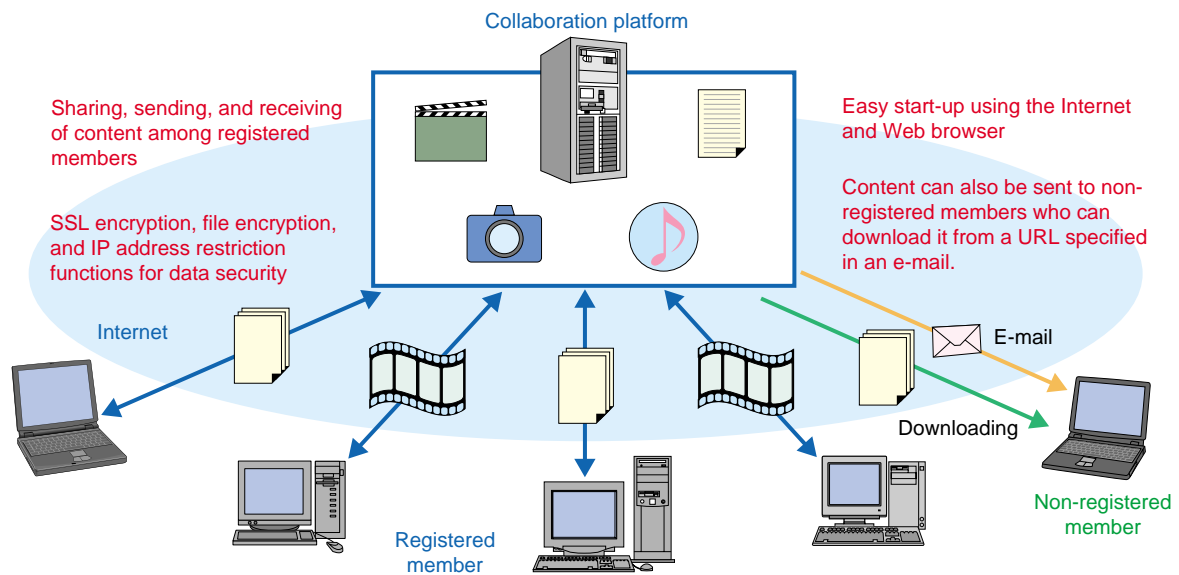 Collaboration platform
Sharing, sending, and receiving
of content among registered
members
SSL encryption, file encryption,
and IP address restriction
functions for data security
Easy start-up using the Internet
and Web browser
Content can also be sent to non-
registered members who can
download it from a URL specified
in an e-mail.
Internet
E-mail
Downloading
Registered
member
Non-registered
member